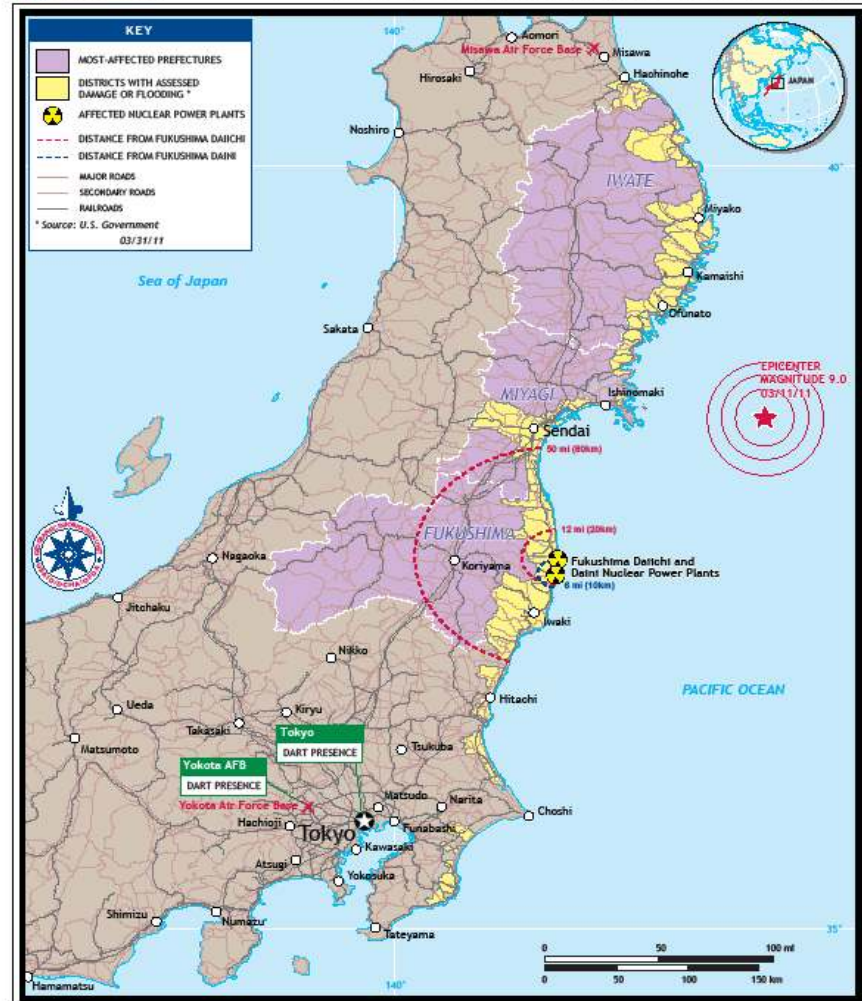 KEY
MOST-AFFECTED PREFECTURES
DISTRICTS WITH ASSESSED
DAMAGE OR FLOODING *
AFFECTED NUCLEAR POWER PLANTS
DISTANCE FROM FUKUSHIMA DAIICHI
DISTANCE FROM FUKUSHIMA DAINI
MAJOR ROADS
SECONDARY ROADS
RAILROADS
* Source: U.S. Government
03/31/11
140°
Aomori
Misawa Air Force Base
Misawa
Hirosaki
Hachinohe
JAPAN
Noshiro
40°
IWATE
Miyako
Sea of Japan
Kamaishi
Ofunato
Sakata
EPICENTER
MAGNITUDE 9.0
03/11/11
MIYAGI
Ishinomaki
Sendai
50 mi (80km)
12 mi (20km)
FUKUSHIMA
Nagaoka
Koriyama
Fukushima Daiichi and
Daini Nuclear Power Plants
6 mi (10km)
Jitchaku
Iwaki
Nikko
PACIFIC OCEAN
Hitachi
Ueda
Kiryu
Takasaki
Tokyo
DART PRESENCE
Matsumoto
Tsukuba
Yokota AFB
DART PRESENCE
Yokota Air Force Base
Matsudo
Narita
Choshi
Hachioji
Tokyo
Funabashi
Kawasaki
Atsugi
Yokosuka
Shimizu
Numazu
Tateyama
35°
Hamamatsu
140°
0 50 100 mi
0 50 100 150 km